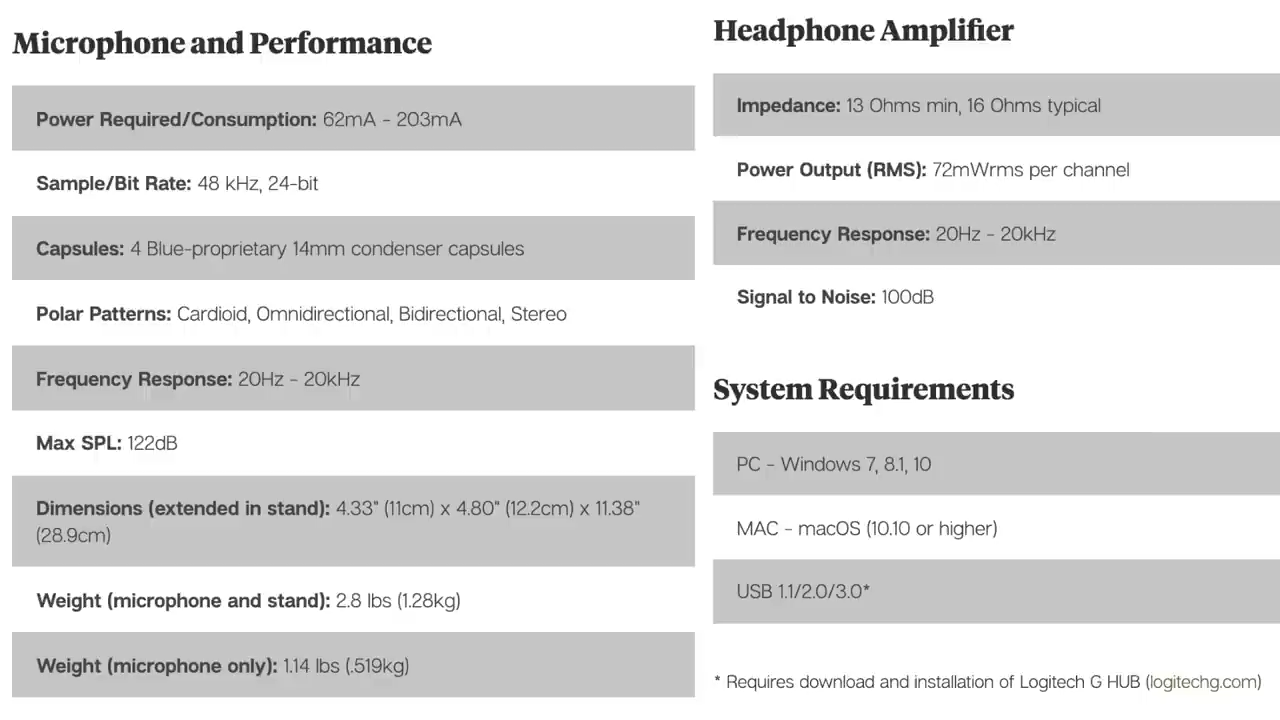 Microphone and Performance
Power Required/Consumption: 62mA - 203mA
Sample/Bit Rate: 48 kHz, 24-bit
Capsules: 4 Blue-proprietary 14mm condenser capsules
Polar Patterns: Cardioid, Omnidirectional, Bidirectional, Stereo
Frequency Response: 20Hz - 20kHz
Max SPL: 122dB
Dimensions (extended in stand): 4.33" (11cm) x 4.80" (12.2cm) x 11.38"
(28.9cm)
Weight (microphone and stand): 2.8 lbs (1.28kg)
Weight (microphone only): 1.14 lbs (.519kg)
Headphone Amplifier
Impedance: 13 Ohms min, 16 Ohms typical
Power Output (RMS): 72mWrms per channel
Frequency Response: 20Hz - 20kHz
Signal to Noise: 100dB
System Requirements
PC - Windows 7, 8.1, 10
MAC - macOS (10.10 or higher)
USB 1.1/2.0/3.0*
* Requires download and installation of Logitech G HUB (logitechg.com)